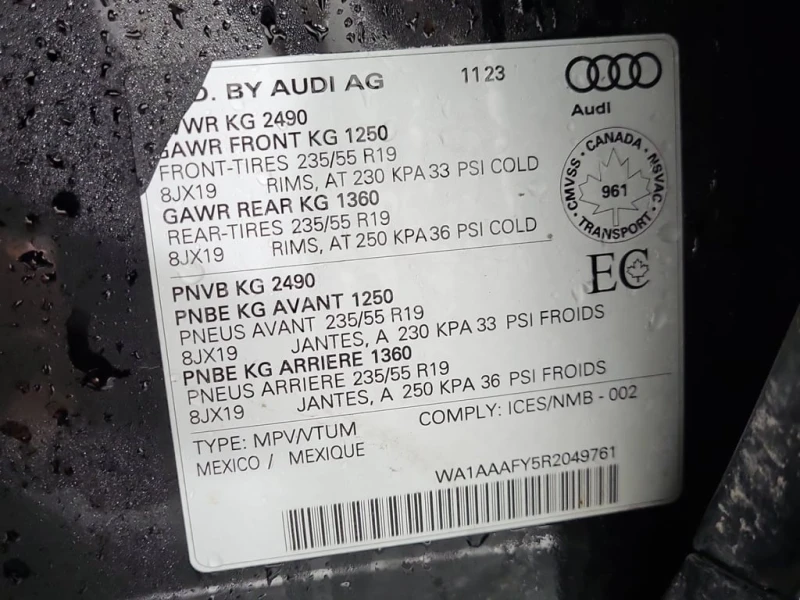 D. BY AUDI AG 1123
Audi
VWR KG 2490
GAWR FRONT KG 1250
FRONT-TIRES 235/55 R19
8JX19 RIMS, AT 230 KPA 33 PSI COLD
GAWR REAR KG 1360
REAR-TIRES 235/55 R19
8JX19 RIMS, AT 250 KPA 36 PSI COLD
CMVSS · CANADA · NSVAC · TRANSPORT
961
EC
PNVB KG 2490
PNBE KG AVANT 1250
PNEUS AVANT 235/55 R19
8JX19 JANTES, A 230 KPA 33 PSI FROIDS
PNBE KG ARRIERE 1360
PNEUS ARRIERE 235/55 R19
8JX19 JANTES, A 250 KPA 36 PSI FROIDS
TYPE: MPV/VTUM COMPLY: ICES/NMB - 002
MEXICO / MEXIQUE
WA1AAAFY5R2049761